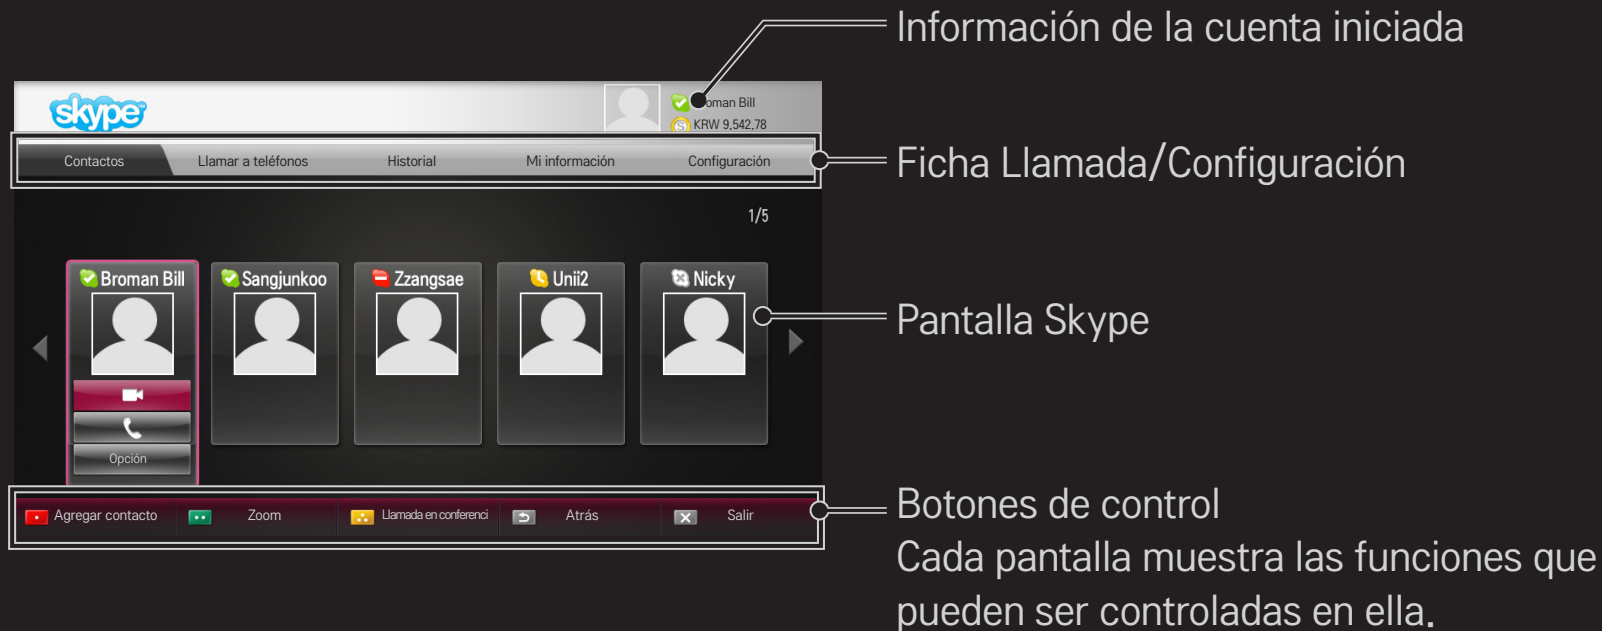 Información de la cuenta iniciada
skype
oman Bill
KRW 9,542,78
Contactos Llamar a teléfonos Historial Mi información Configuración
Ficha Llamada/Configuración
1/5
Broman Bill Sangjunkoo Zzangsae Unii2 Nicky
Pantalla Skype
Opción
Agregar contacto Zoom Llamada en conferenci Atrás Salir
Botones de control
Cada pantalla muestra las funciones que
pueden ser controladas en ella.